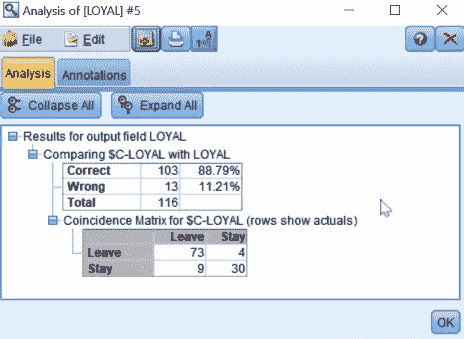 Analysis of [LOYAL] #5
File Edit
Analysis Annotations
Collapse All Expand All
Results for output field LOYAL
Comparing $C-LOYAL with LOYAL
Correct 103 88.79%
Wrong 13 11.21%
Total 116
Coincidence Matrix for $C-LOYAL (rows show actuals)
Leave Stay
Leave 73 4
Stay 9 30
OK